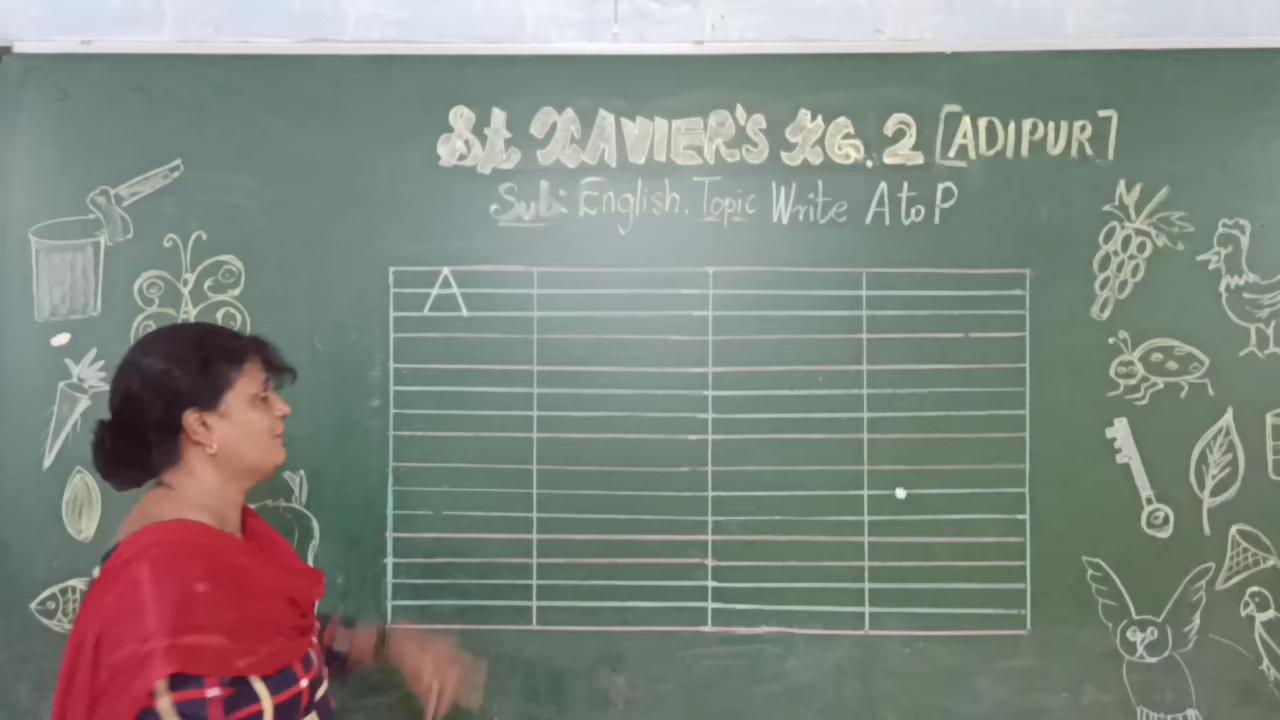 St. XAVIER'S KG. 2 [ADIPUR]
Sub: English. Topic Write A to P
A